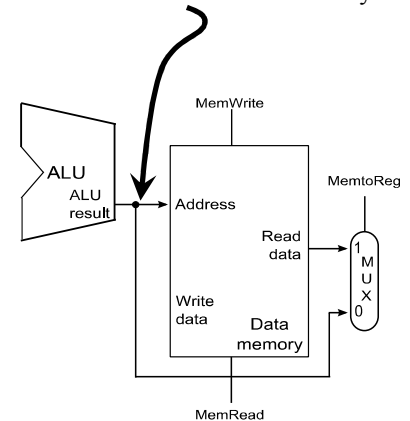 y
MemWrite
ALU
ALU
result
Address
Read
data
Write
data
Data
memory
MemtoReg
1
M
U
X
0
MemRead